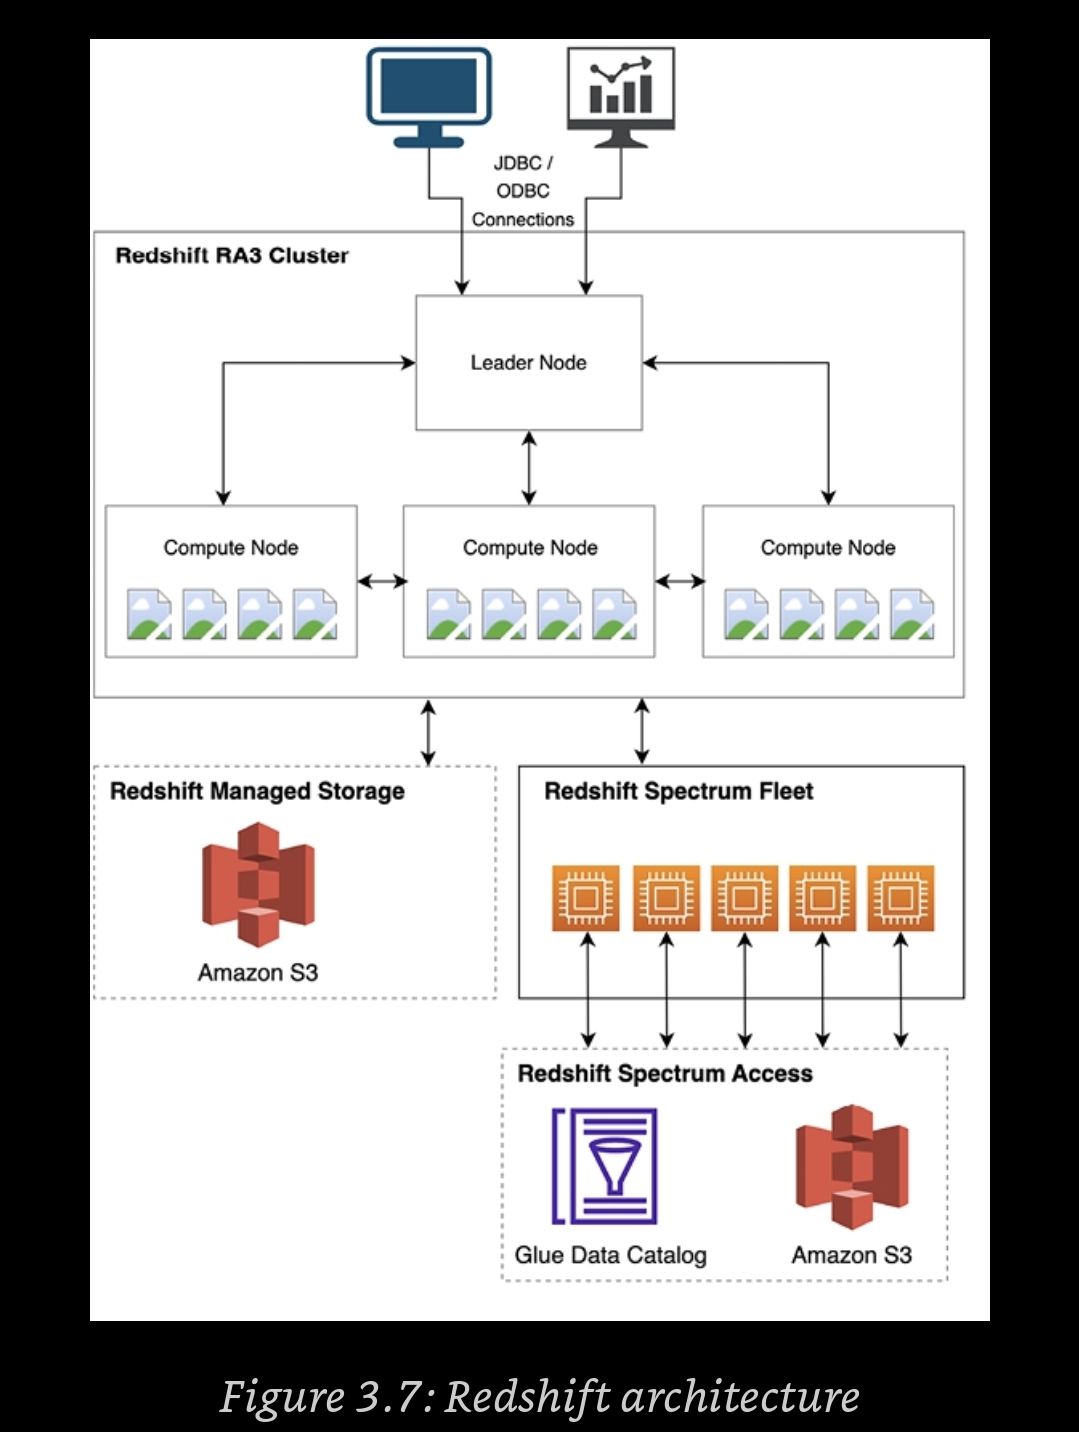 JDBC /
ODBC
Connections
Redshift RA3 Cluster
Leader Node
Compute Node
Compute Node
Compute Node
Redshift Managed Storage
Amazon S3
Redshift Spectrum Fleet
Redshift Spectrum Access
Glue Data Catalog
Amazon S3
Figure 3.7: Redshift architecture